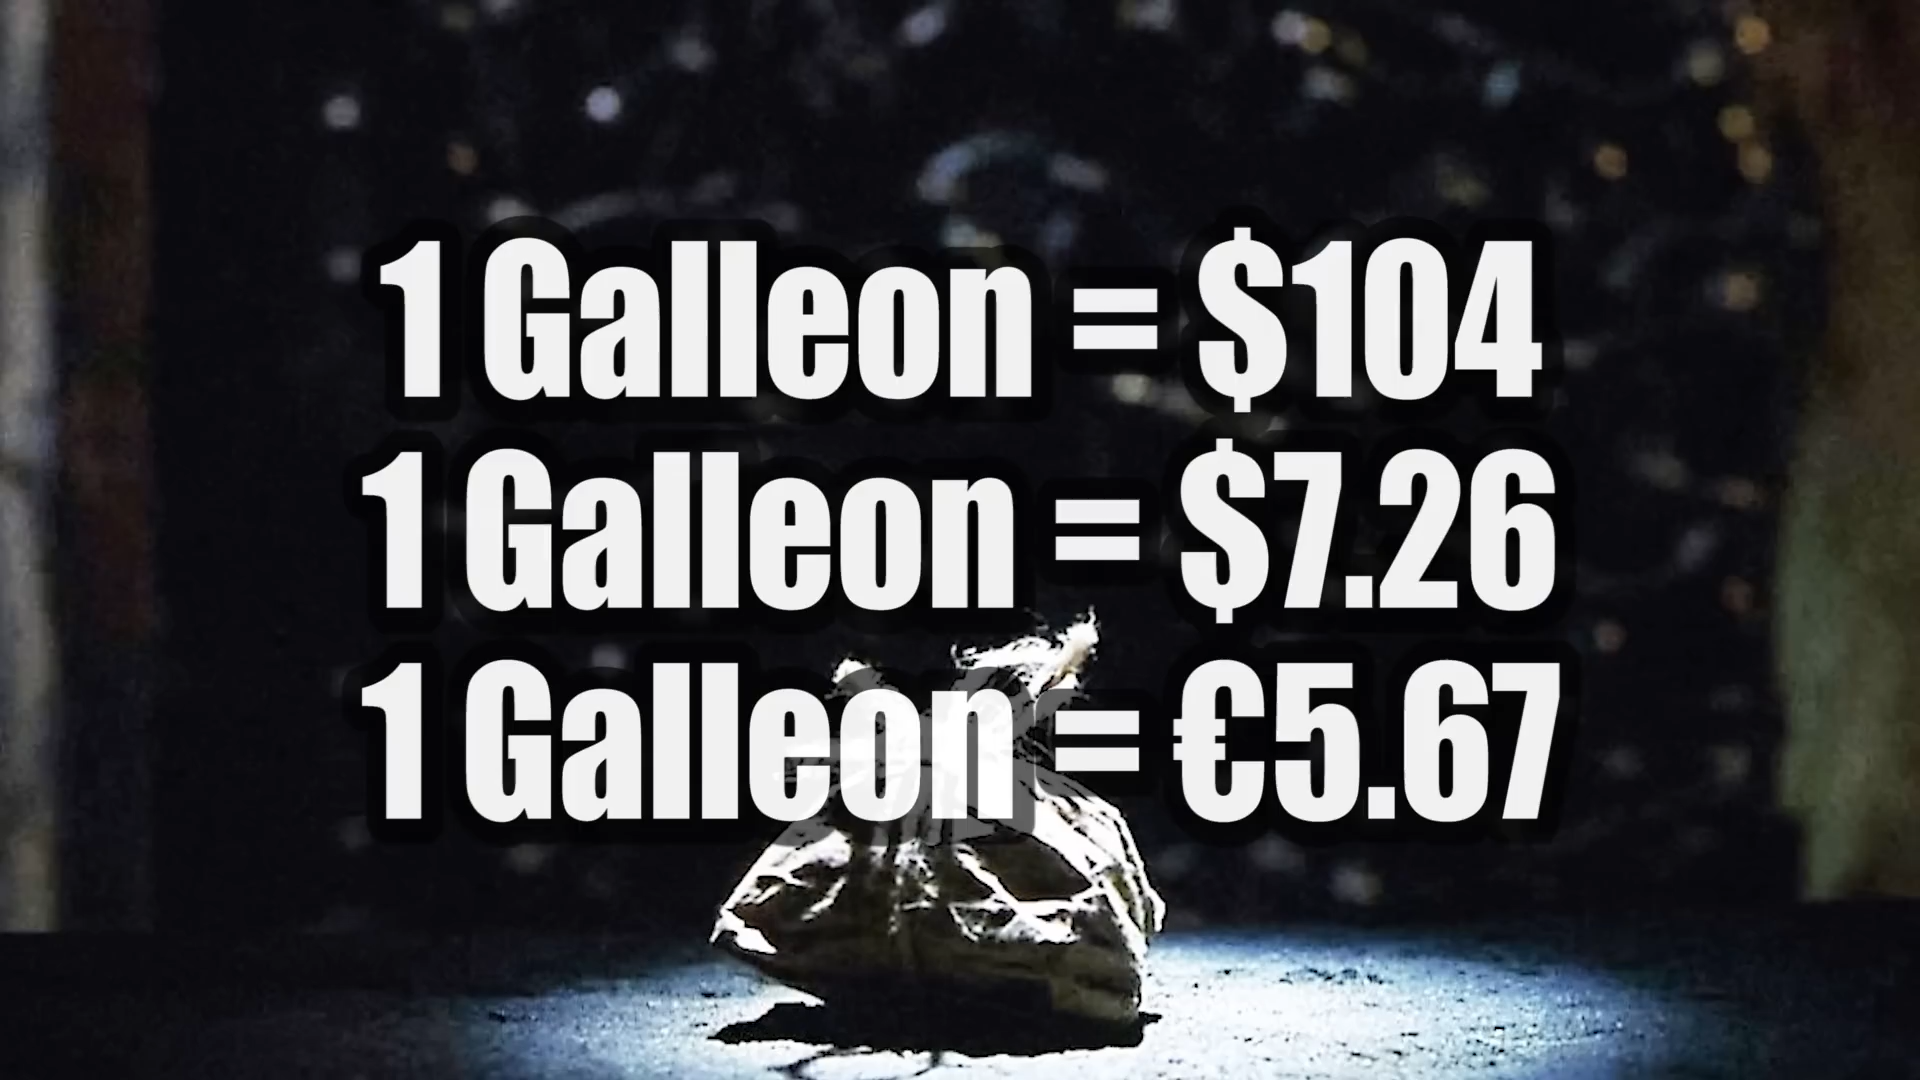 1 Galleon = $104
1 Galleon = $7.26
1 Galleon = €5.67